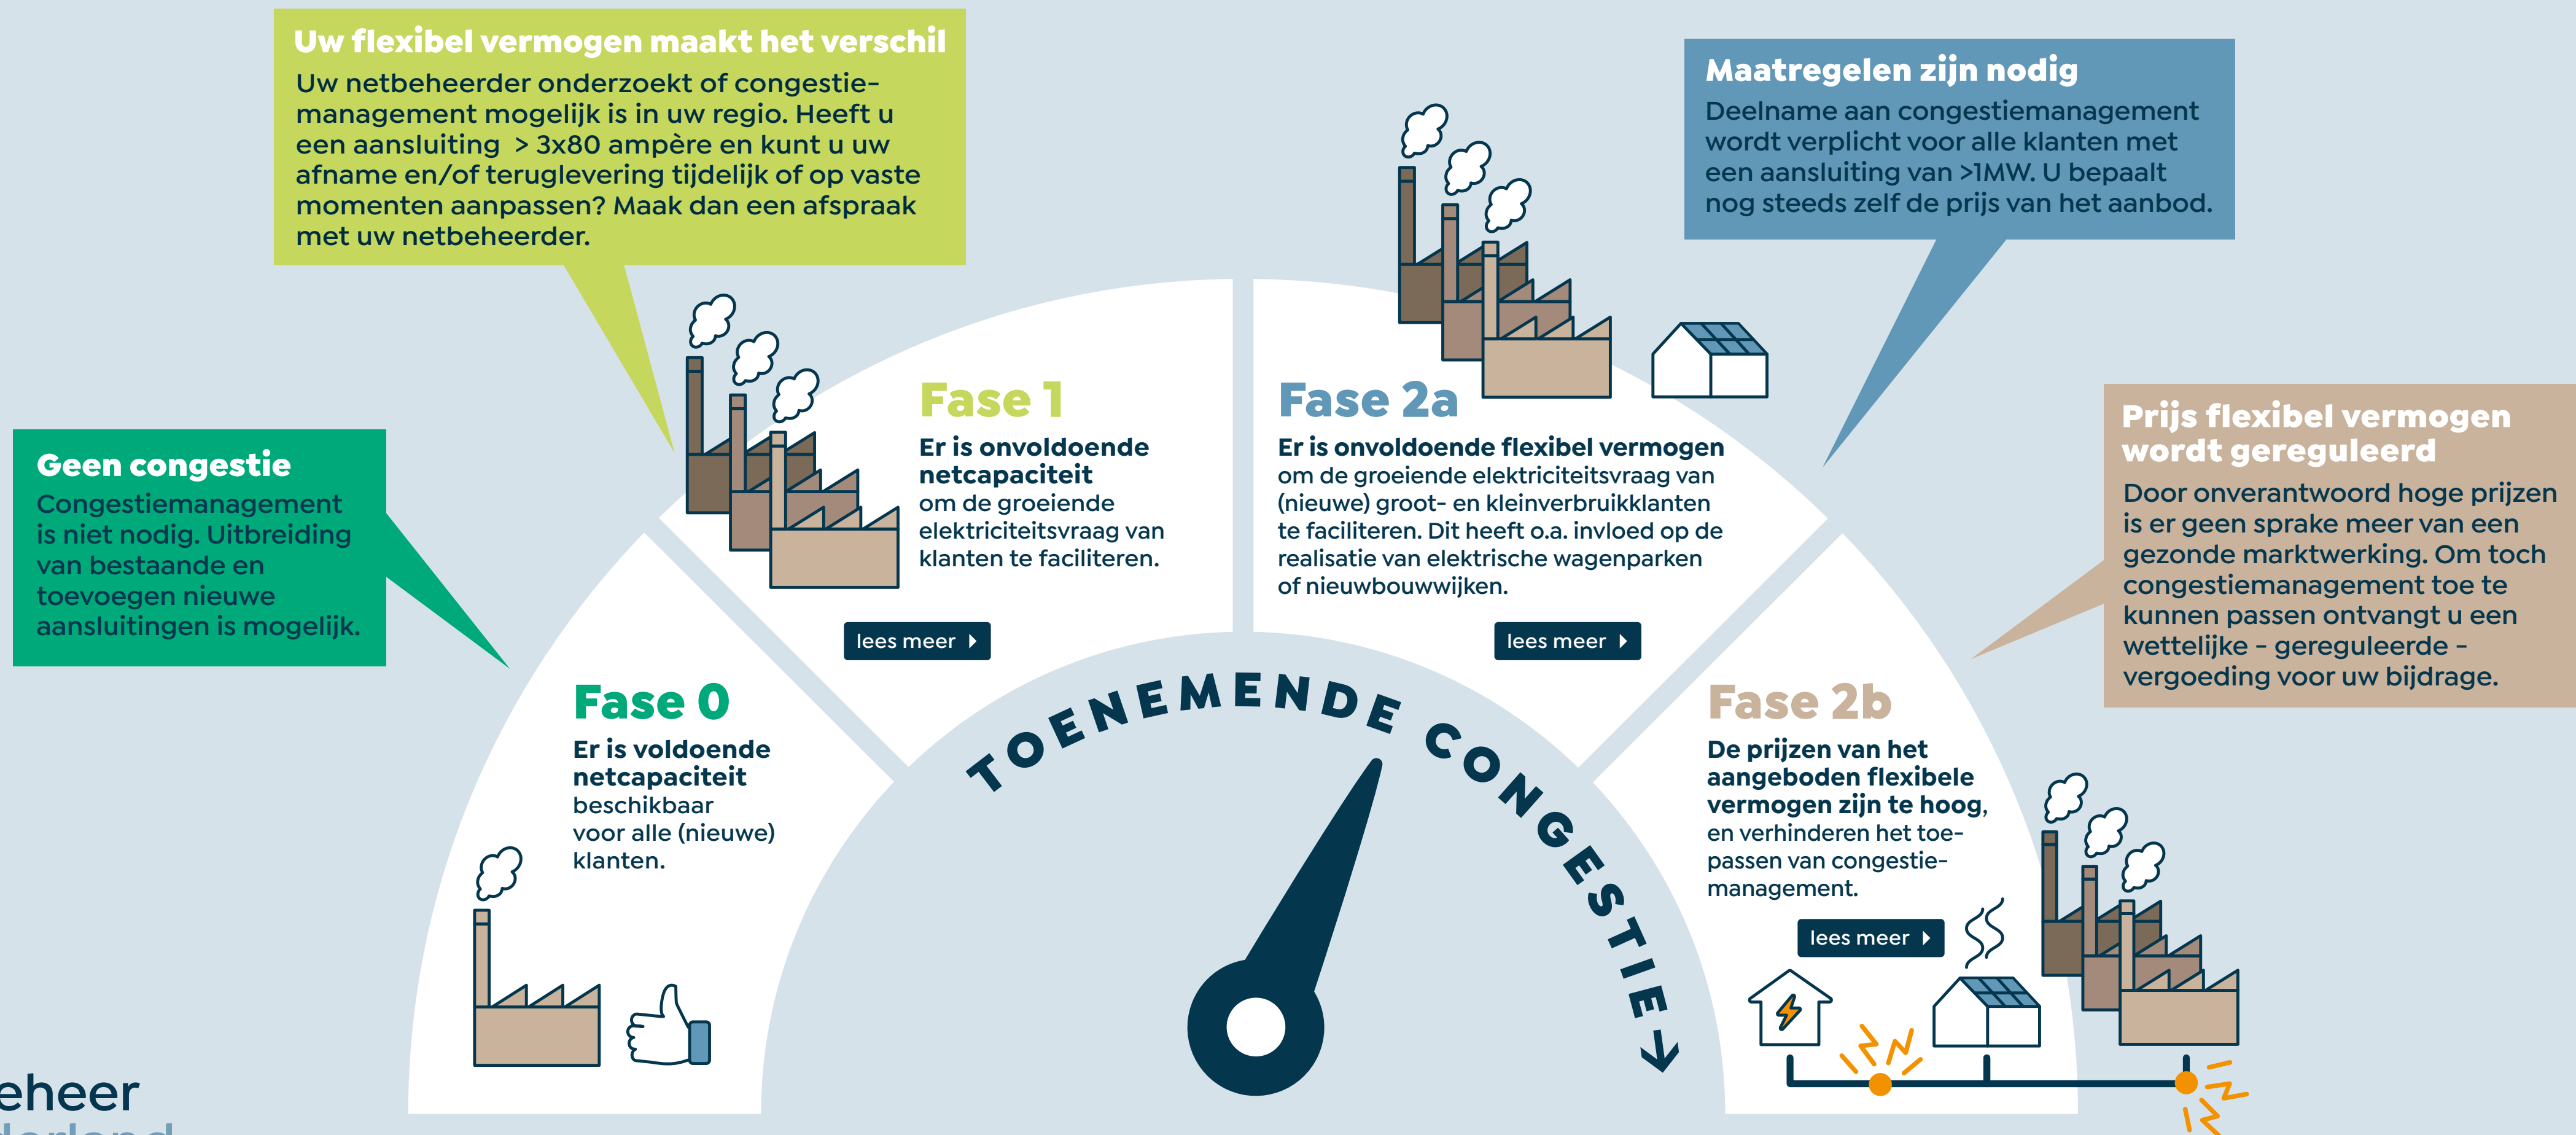 Uw flexibel vermogen maakt het verschil
Uw netbeheerder onderzoekt of congestie-
management mogelijk is in uw regio. Heeft u
een aansluiting > 3x80 ampère en kunt u uw
afname en/of teruglevering tijdelijk of op vaste
momenten aanpassen? Maak dan een afspraak
met uw netbeheerder.
Maatregelen zijn nodig
Deelname aan congestiemanagement
wordt verplicht voor alle klanten met
een aansluiting van >1MW. U bepaalt
nog steeds zelf de prijs van het aanbod.
Geen congestie
Congestiemanagement
is niet nodig. Uitbreiding
van bestaande en
toevoegen nieuwe
aansluitingen is mogelijk.
Fase 1
Er is onvoldoende
netcapaciteit
om de groeiende
elektriciteitsvraag van
klanten te faciliteren.
lees meer
Fase 2a
Er is onvoldoende flexibel vermogen
om de groeiende elektriciteitsvraag van
(nieuwe) groot- en kleinverbruikklanten
te faciliteren. Dit heeft o.a. invloed op de
realisatie van elektrische wagenparken
of nieuwbouwwijken.
lees meer
Prijs flexibel vermogen
wordt gereguleerd
Door onverantwoord hoge prijzen
is er geen sprake meer van een
gezonde marktwerking. Om toch
congestiemanagement toe te
kunnen passen ontvangt u een
wettelijke - gereguleerde -
vergoeding voor uw bijdrage.
Fase 0
Er is voldoende
netcapaciteit
beschikbaar
voor alle (nieuwe)
klanten.
TOENEMENDE CONGESTIE →
Fase 2b
De prijzen van het
aangeboden flexibele
vermogen zijn te hoog,
en verhinderen het toe-
passen van congestie-
management.
lees meer
eheer